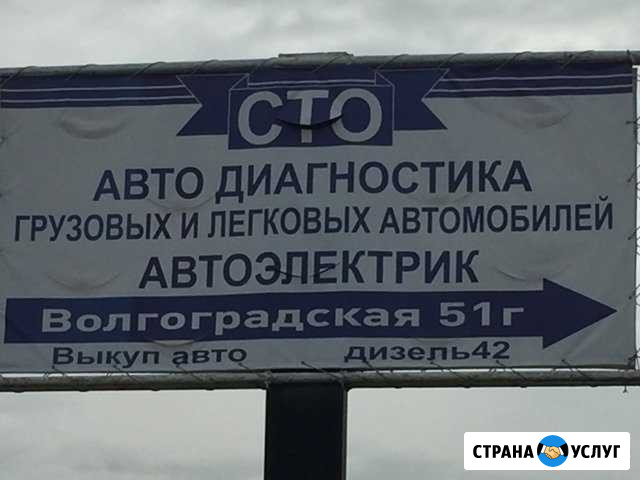 СТО
АВТО ДИАГНОСТИКА
ГРУЗОВЫХ И ЛЕГКОВЫХ АВТОМОБИЛЕЙ
АВТОЭЛЕКТРИК
Волгоградская 51г
Выкуп авто дизель42
СТРАНА УСЛУГ